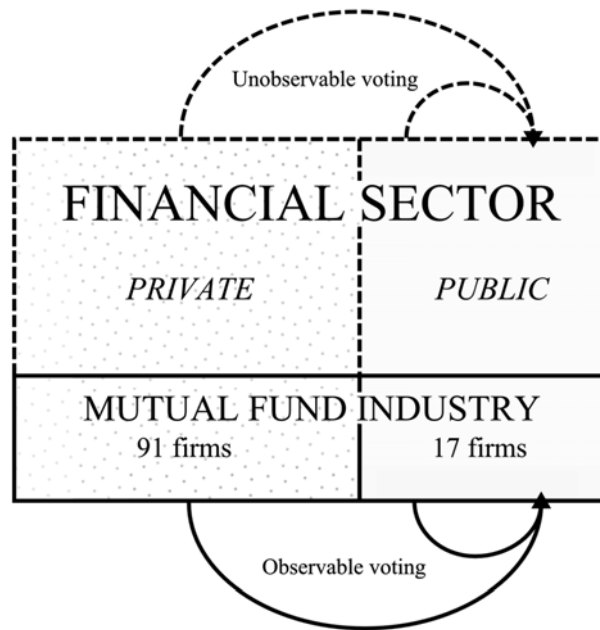 Unobservable voting
FINANCIAL SECTOR
PRIVATE PUBLIC
MUTUAL FUND INDUSTRY
91 firms 17 firms
Observable voting